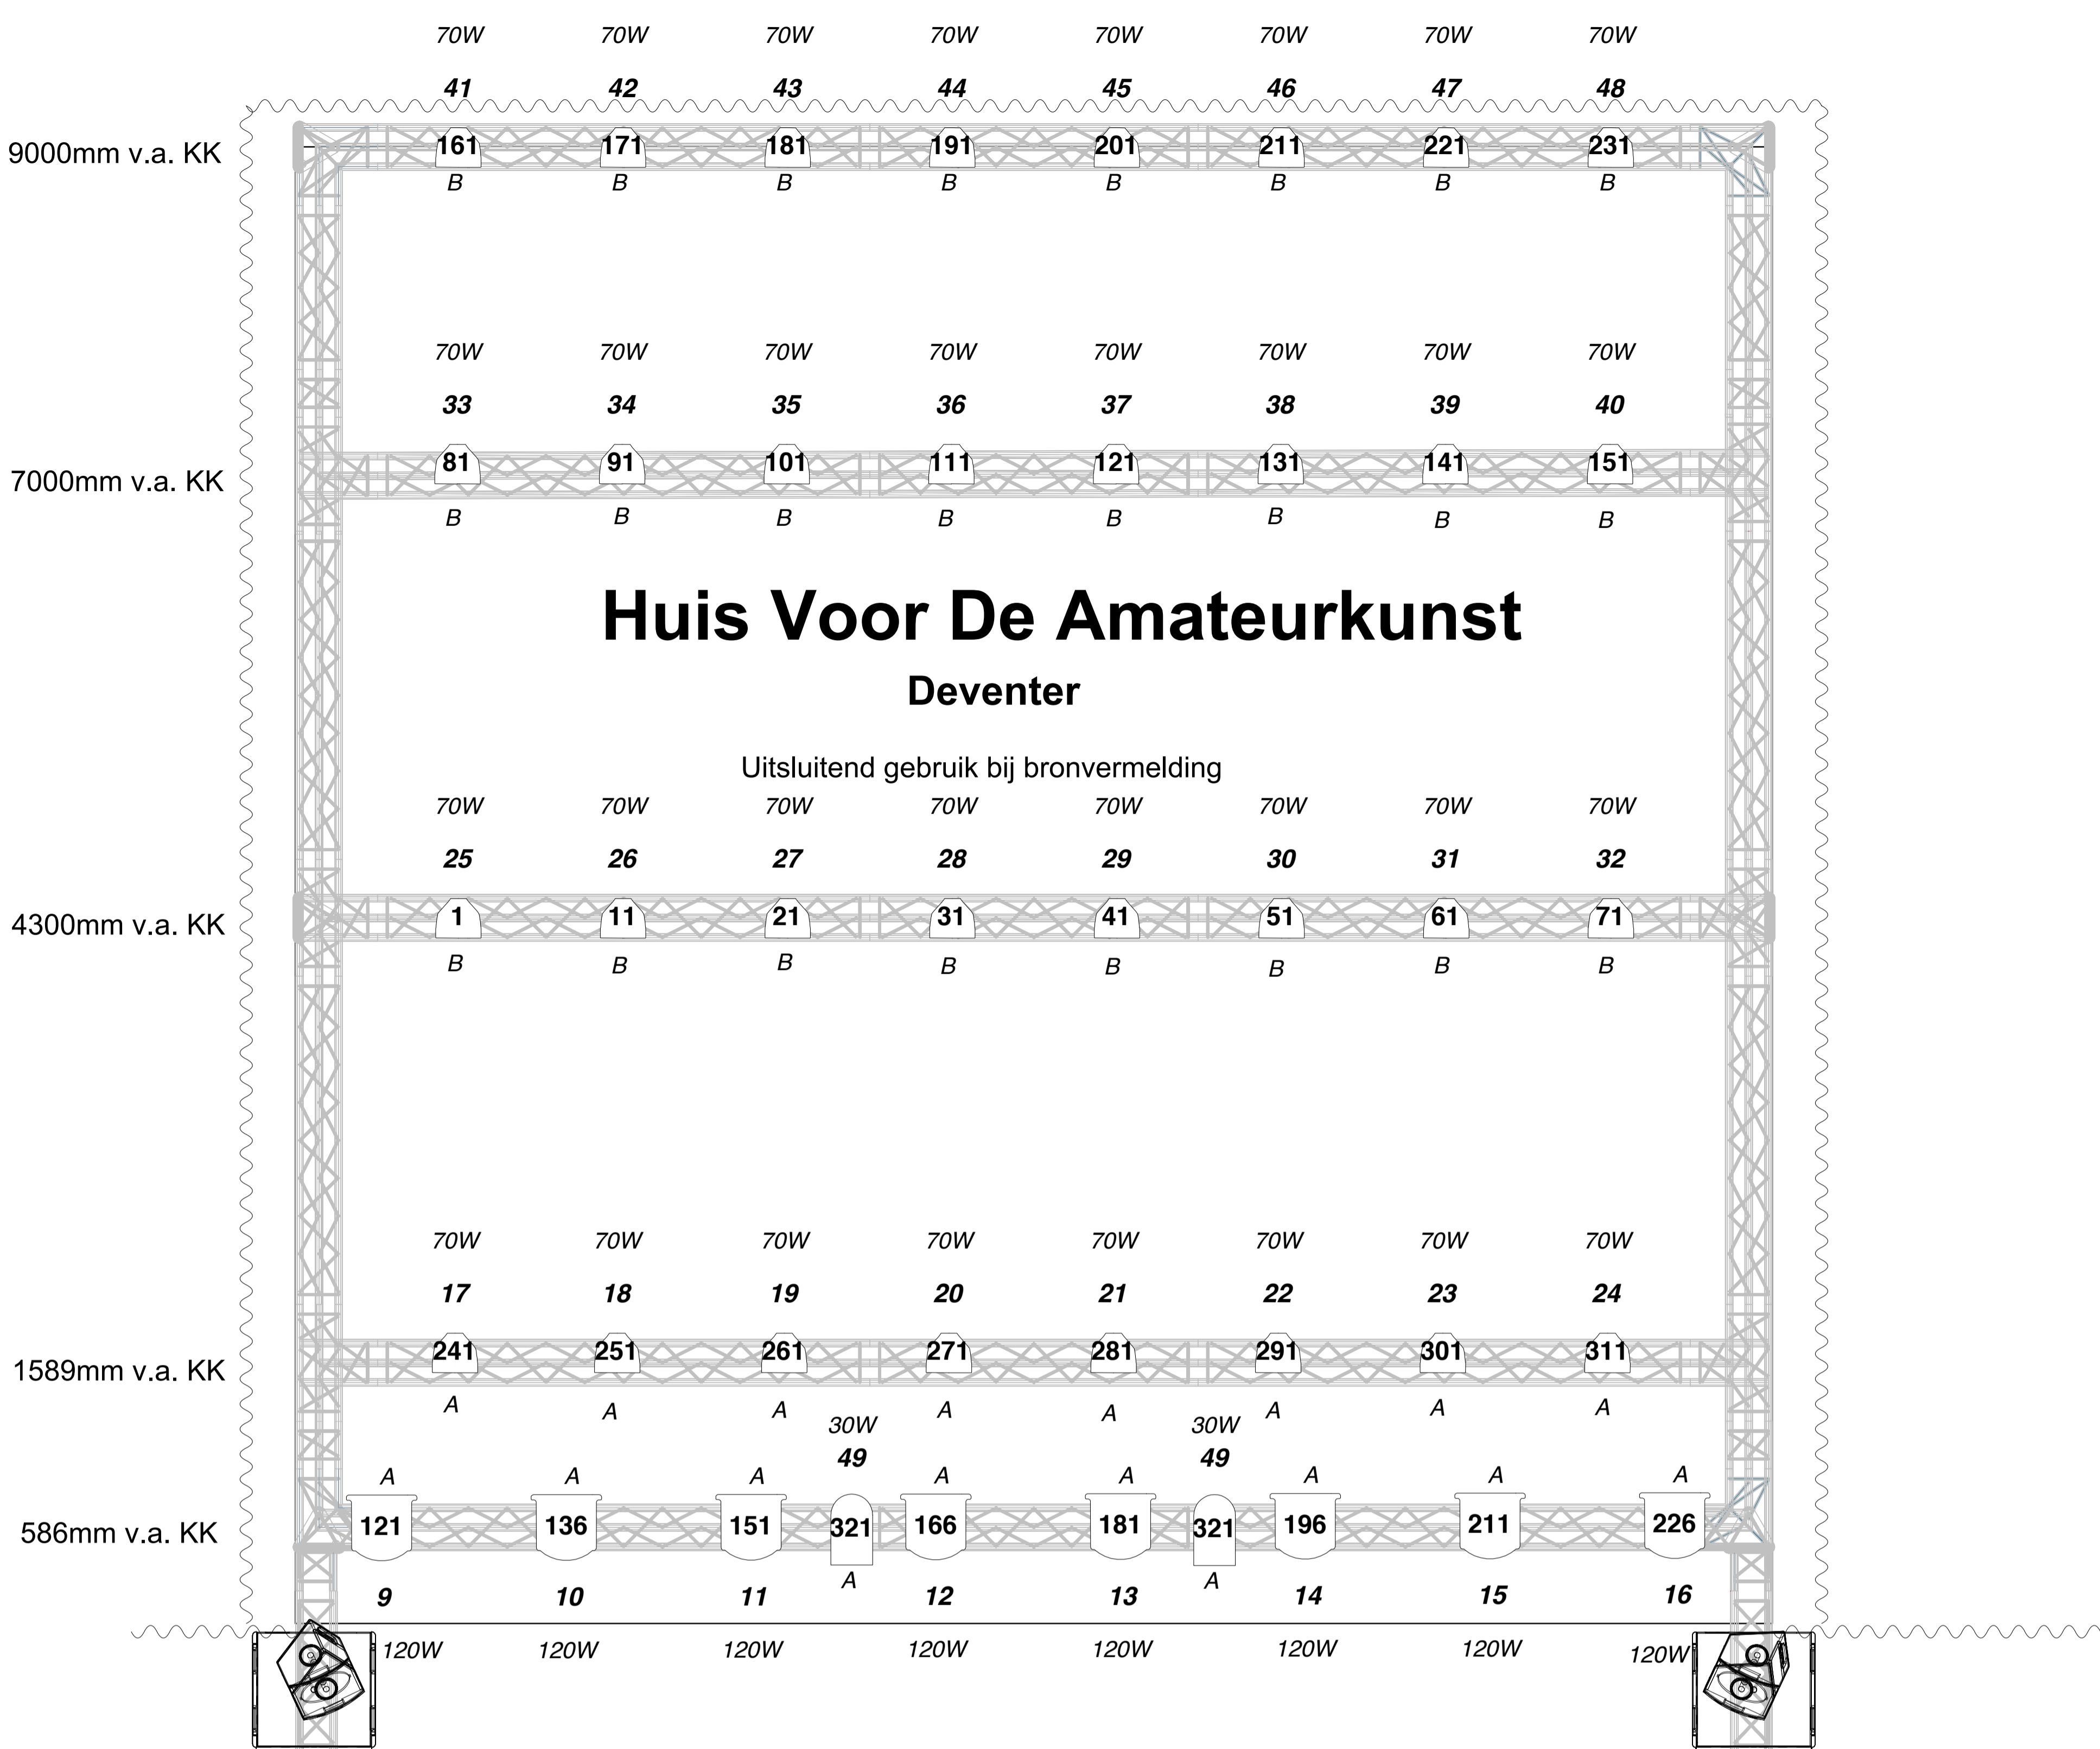 70W 70W 70W 70W 70W 70W 70W 70W
41 42 43 44 45 46 47 48
9000mm v.a. KK 161 171 181 191 201 211 221 231
B B B B B B B B
70W 70W 70W 70W 70W 70W 70W 70W
33 34 35 36 37 38 39 40
7000mm v.a. KK 81 91 101 111 121 131 141 151
B B B B B B B B
Huis Voor De Amateurkunst
Deventer
Uitsluitend gebruik bij bronvermelding
70W 70W 70W 70W 70W 70W 70W 70W
25 26 27 28 29 30 31 32
4300mm v.a. KK 1 11 21 31 41 51 61 71
B B B B B B B B
70W 70W 70W 70W 70W 70W 70W 70W
17 18 19 20 21 22 23 24
1589mm v.a. KK 241 251 261 271 281 291 301 311
A A A A A A A A
30W 30W
49 49
A A A A A A A A
586mm v.a. KK 121 136 151 321 166 181 321 196 211 226
A A
9 10 11 12 13 14 15 16
120W 120W 120W 120W 120W 120W 120W 120W